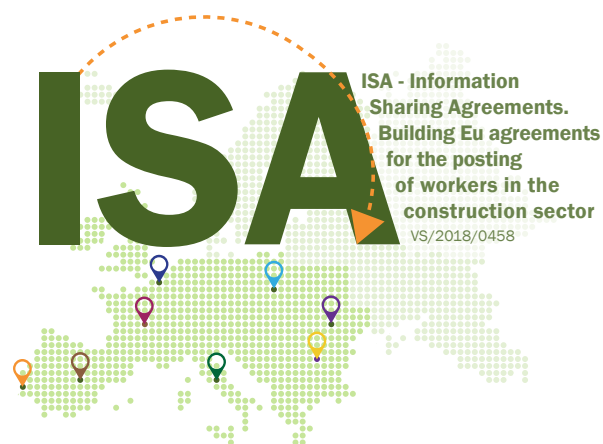 ISA
ISA - Information
Sharing Agreements.
Building Eu agreements
for the posting
of workers in the
construction sector
VS/2018/0458